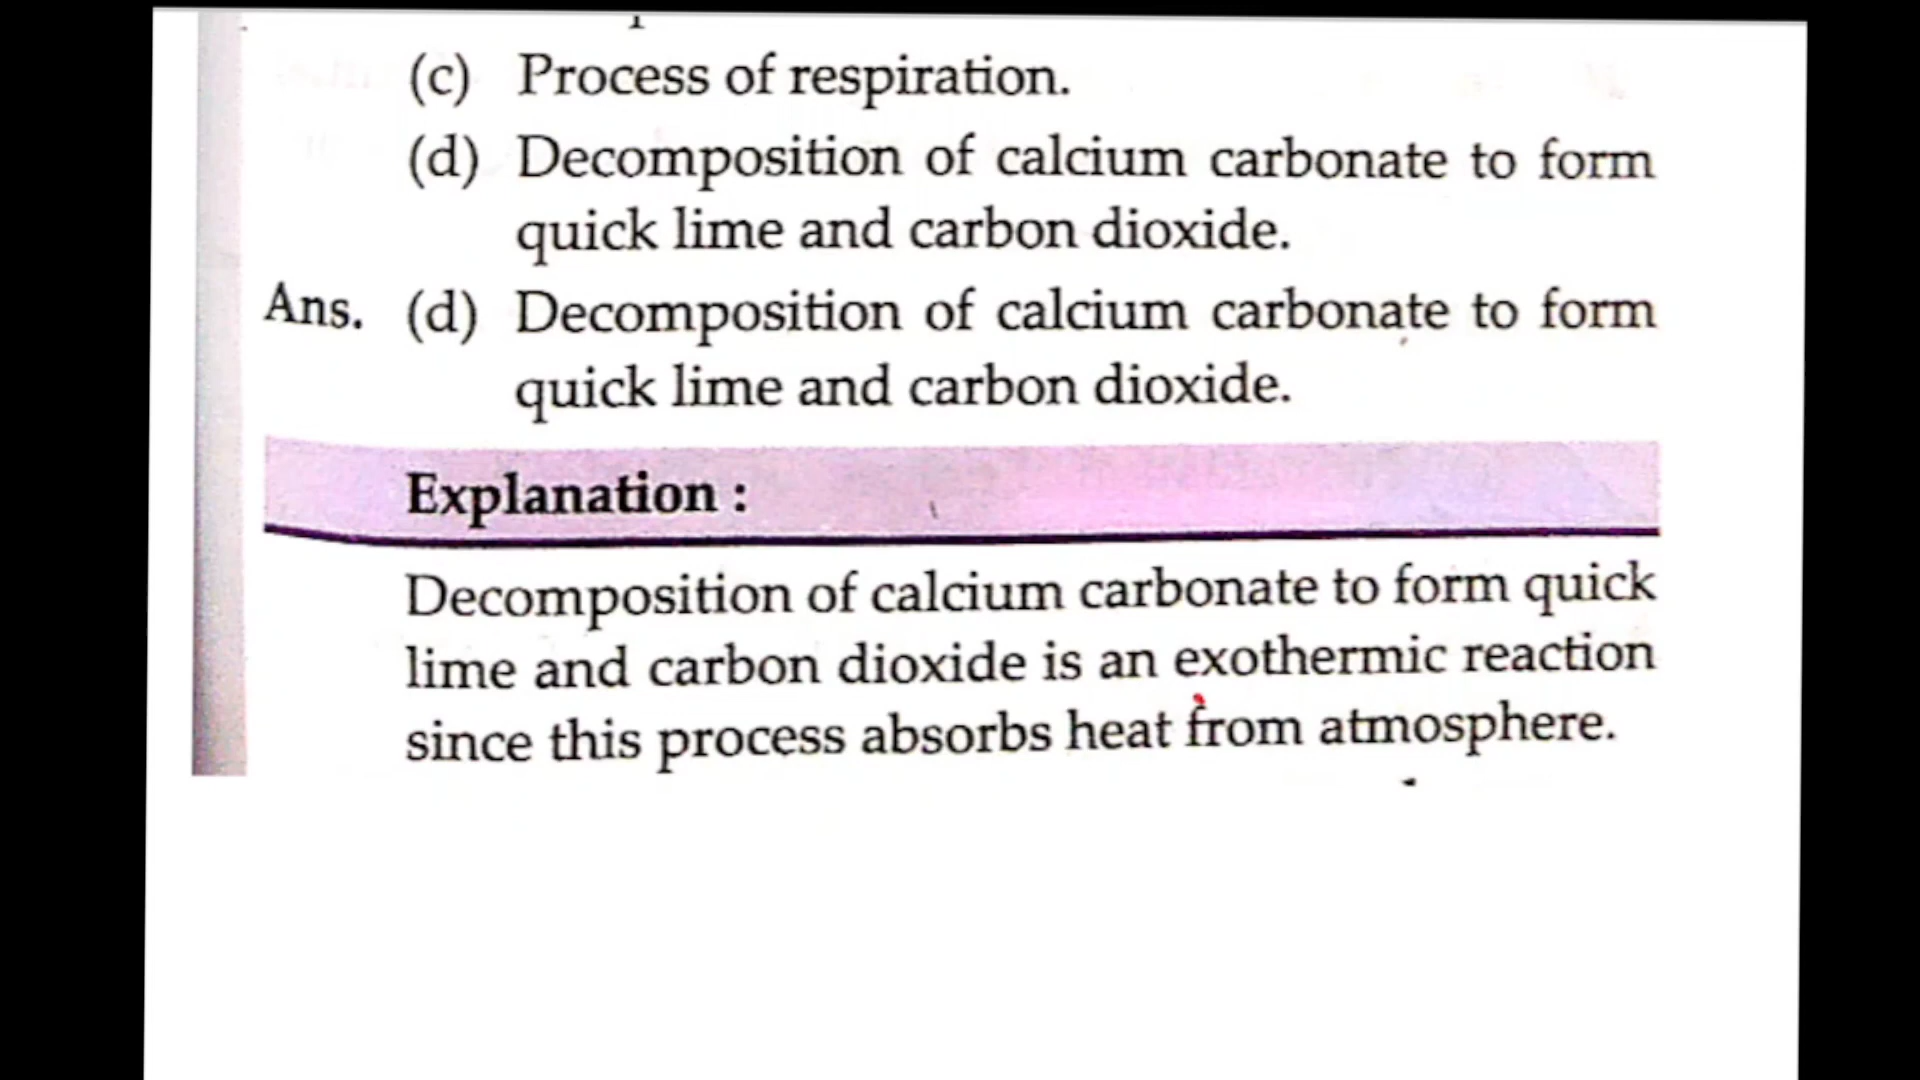 (c) Process of respiration.
(d) Decomposition of calcium carbonate to form
quick lime and carbon dioxide.
Ans. (d) Decomposition of calcium carbonate to form
quick lime and carbon dioxide.
Explanation :
Decomposition of calcium carbonate to form quick
lime and carbon dioxide is an exothermic reaction
since this process absorbs heat from atmosphere.